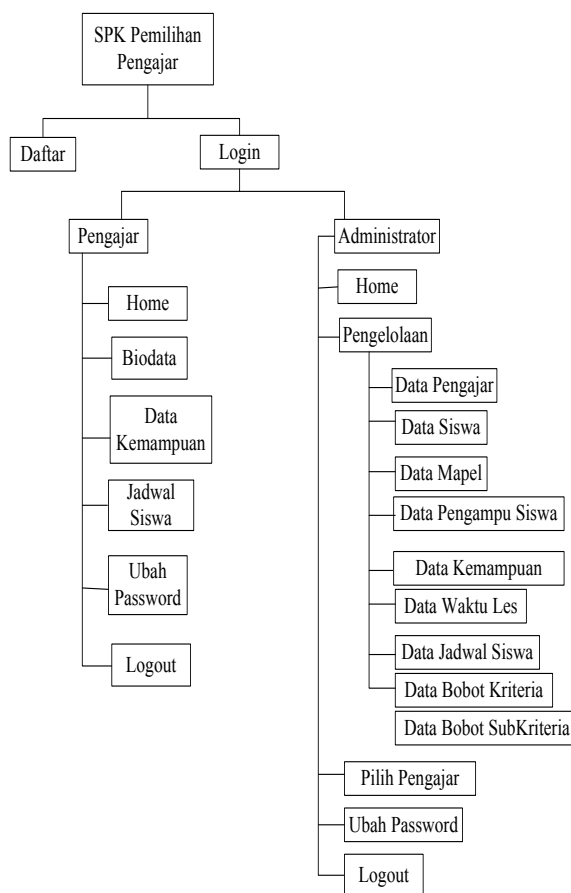 SPK Pemilihan
Pengajar
Daftar
Login
Pengajar
Home
Biodata
Data
Kemampuan
Jadwal
Siswa
Ubah
Password
Logout
Administrator
Home
Pengelolaan
Data Pengajar
Data Siswa
Data Mapel
Data Pengampu Siswa
Data Kemampuan
Data Waktu Les
Data Jadwal Siswa
Data Bobot Kriteria
Data Bobot SubKriteria
Pilih Pengajar
Ubah Password
Logout